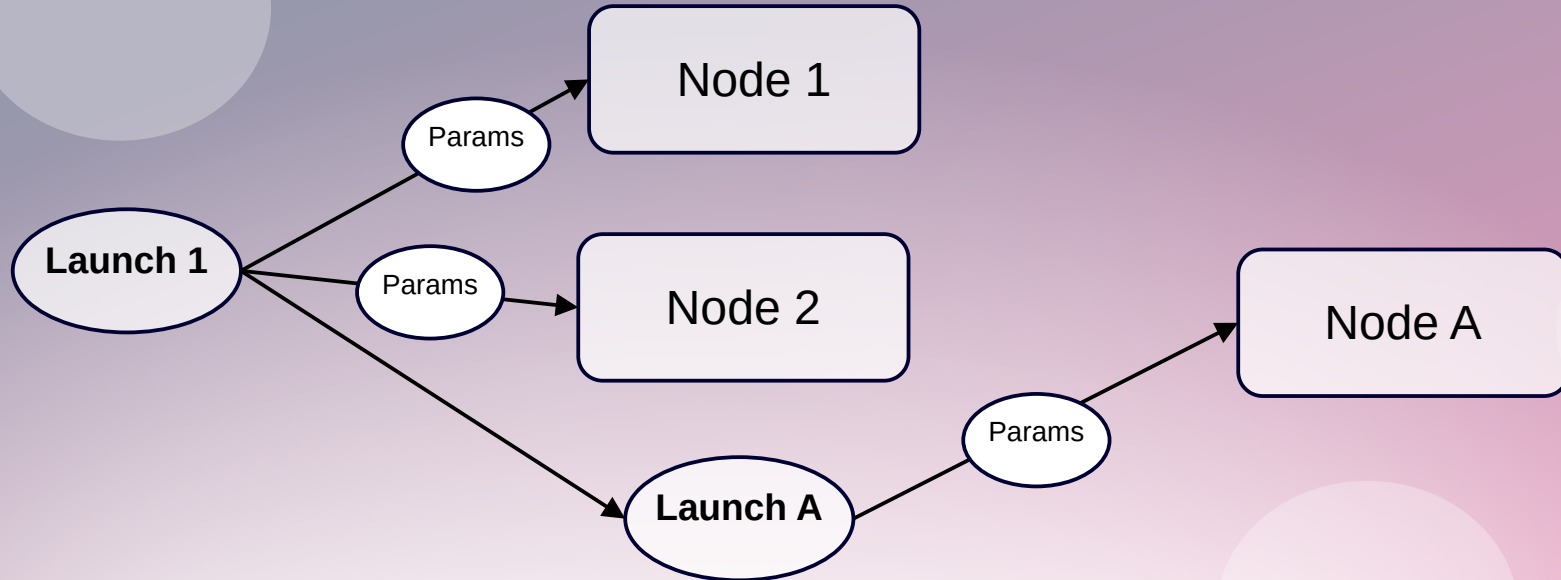 Node 1
Params
Launch 1
Params
Node 2
Node A
Params
Launch A